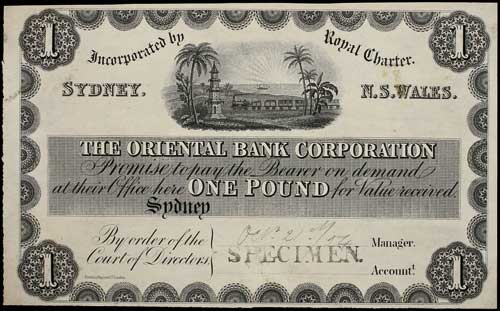 1 1
Incorporated by Royal Charter.
SYDNEY. N.S.WALES.
THE ORIENTAL BANK CORPORATION
Promise to pay the Bearer on demand
at their Office here ONE POUND for Value received
Sydney
By order of the
Court of Directors,
Manager.
SPECIMEN.
Account!
1 1